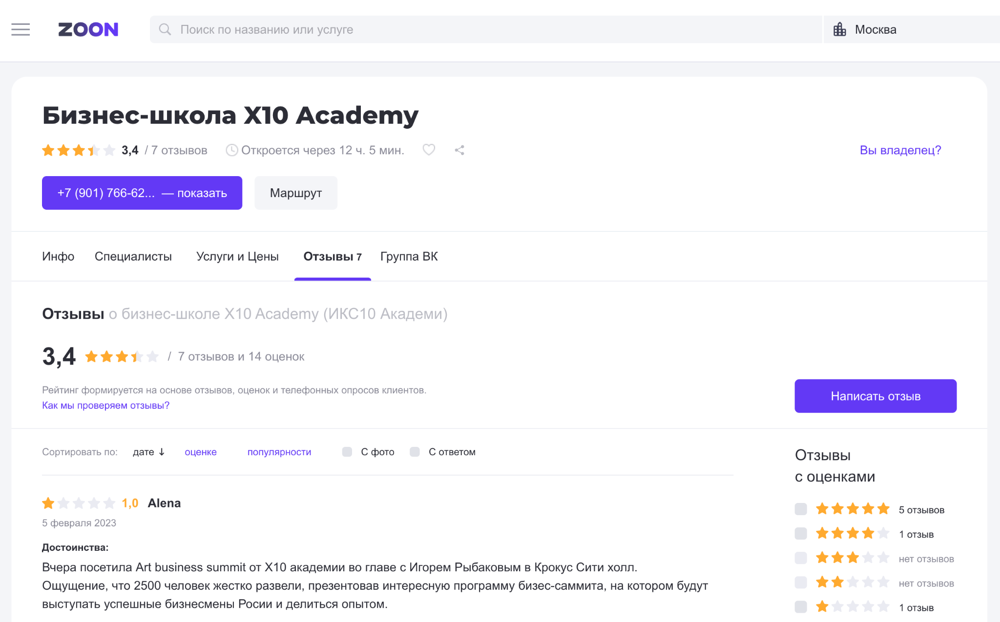 ZOON
Поиск по названию или услуге
Москва
Бизнес-школа X10 Academy
3,4 / 7 отзывов
Откроется через 12 ч. 5 мин.
Вы владелец?
+7 (901) 766-62... — показать
Маршрут
Инфо
Специалисты
Услуги и Цены
Отзывы 7
Группа ВК
Отзывы о бизнес-школе X10 Academy (ИКС10 Академи)
3,4 / 7 отзывов и 14 оценок
Рейтинг формируется на основе отзывов, оценок и телефонных опросов клиентов.
Как мы проверяем отзывы?
Написать отзыв
Сортировать по: дате ↓ оценке популярности С фото С ответом
1,0 Alena
5 февраля 2023
Достоинства:
Вчера посетила Art business summit от X10 академии во главе с Игорем Рыбаковым в Крокус Сити холл.
Ощущение, что 2500 человек жестко развели, презентовав интересную программу бизес-саммита, на котором будут
выступать успешные бизнесмены Росии и делиться опытом.
Отзывы
с оценками
5 отзывов
1 отзыв
нет отзывов
нет отзывов
1 отзыв